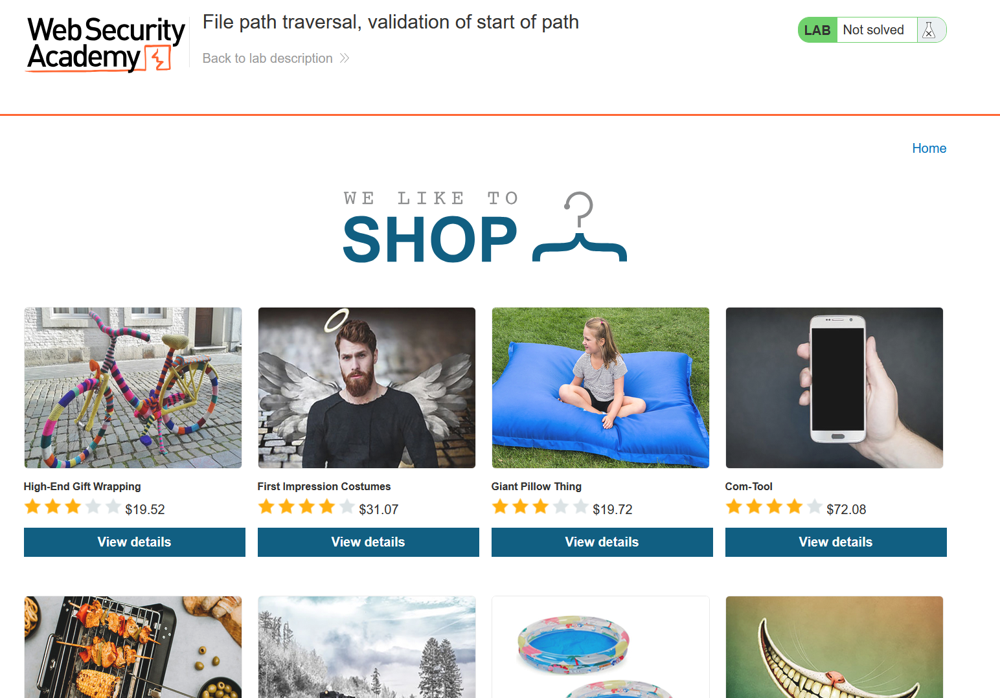 Web Security
Academy
File path traversal, validation of start of path
Back to lab description
LAB Not solved
Home
WE LIKE TO
SHOP
High-End Gift Wrapping
$19.52
View details
First Impression Costumes
$31.07
View details
Giant Pillow Thing
$19.72
View details
Com-Tool
$72.08
View details